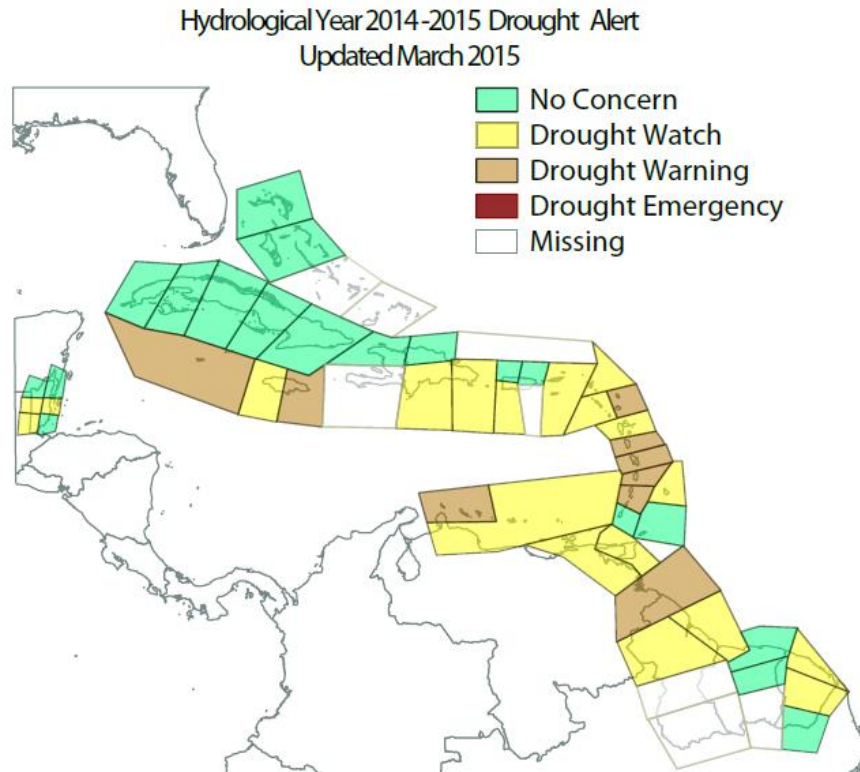 Hydrological Year 2014-2015 Drought Alert
Updated March 2015
No Concern
Drought Watch
Drought Warning
Drought Emergency
Missing